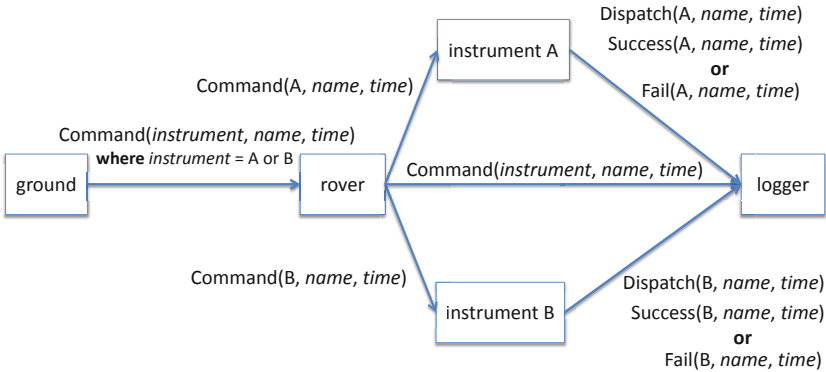 Dispatch(A, name, time)
Success(A, name, time)
or
Fail(A, name, time)
instrument A
Command(A, name, time)
Command(instrument, name, time)
where instrument = A or B
ground
rover
Command(instrument, name, time)
logger
Command(B, name, time)
instrument B
Dispatch(B, name, time)
Success(B, name, time)
or
Fail(B, name, time)